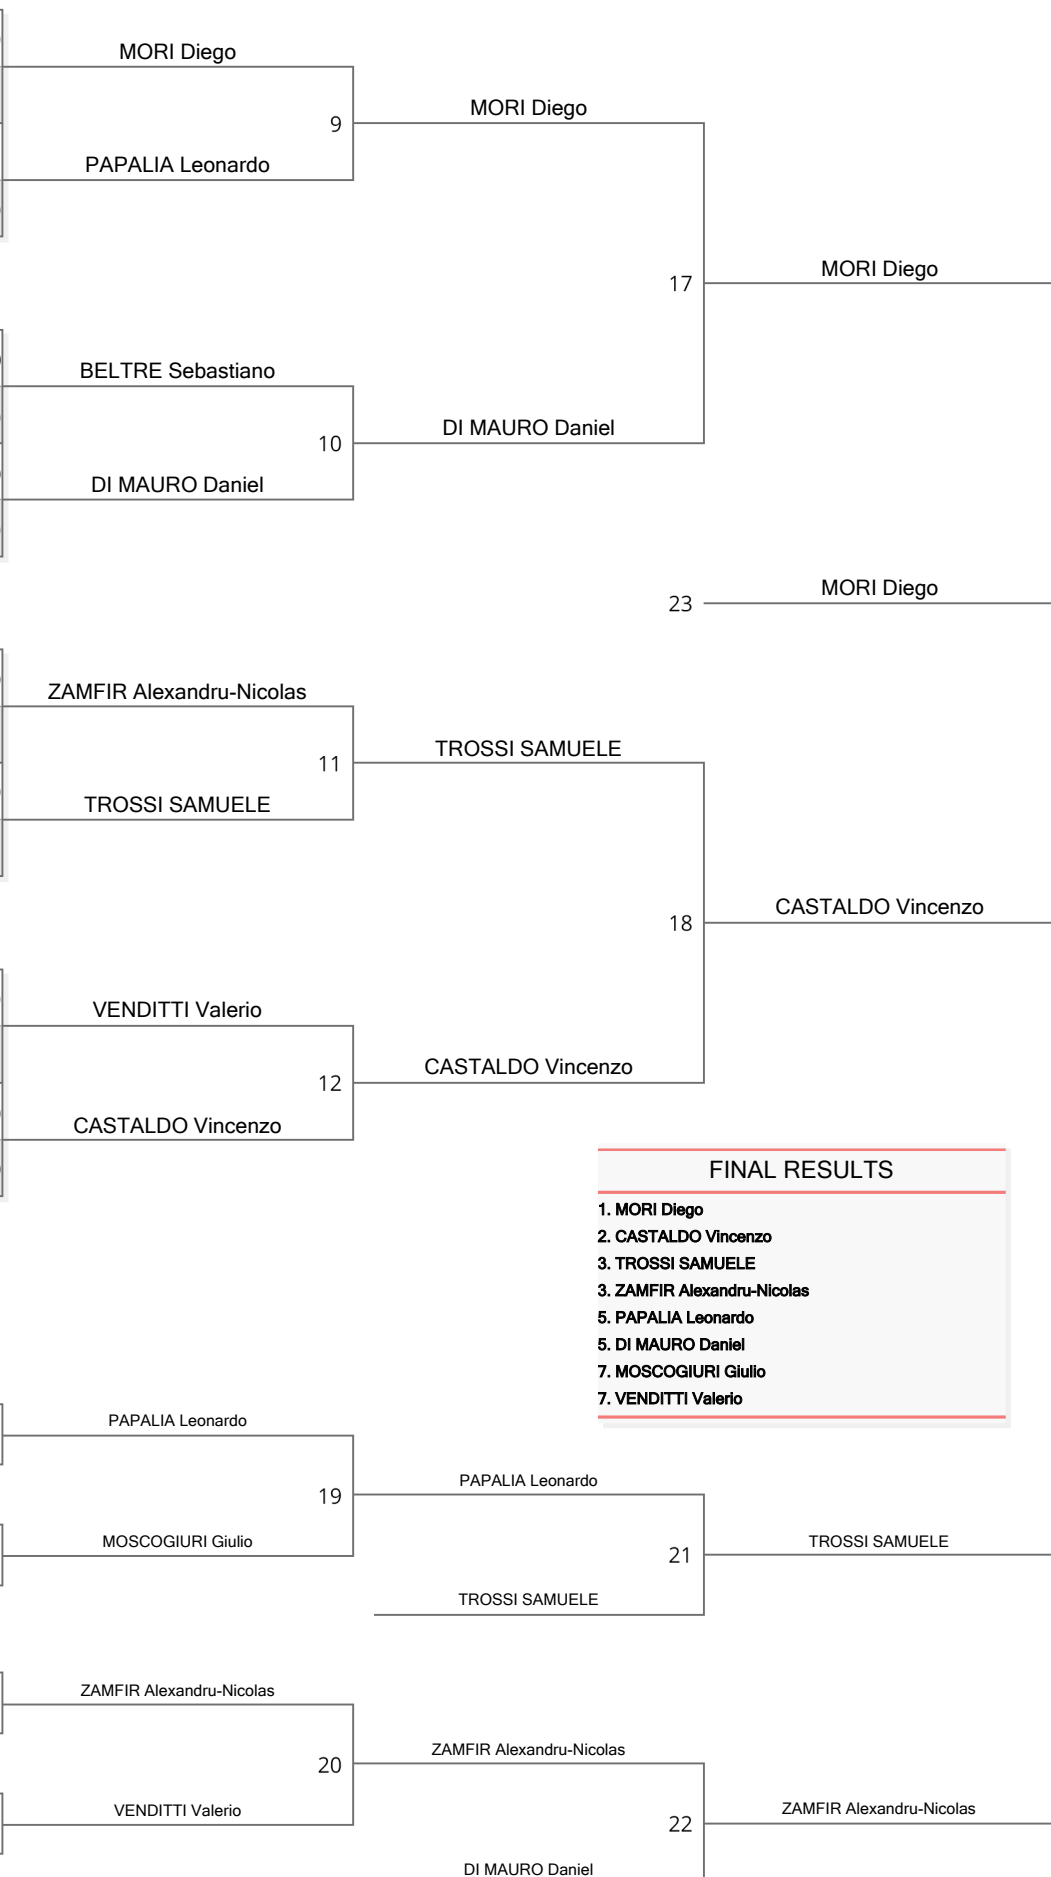 MORI Diego
MORI Diego
9
PAPALIA Leonardo
MORI Diego
17
BELTRE Sebastiano
DI MAURO Daniel
10
DI MAURO Daniel
MORI Diego
23
ZAMFIR Alexandru-Nicolas
TROSSI SAMUELE
11
TROSSI SAMUELE
CASTALDO Vincenzo
18
VENDITTI Valerio
CASTALDO Vincenzo
12
CASTALDO Vincenzo
FINAL RESULTS
1. MORI Diego
2. CASTALDO Vincenzo
3. TROSSI SAMUELE
3. ZAMFIR Alexandru-Nicolas
5. PAPALIA Leonardo
5. DI MAURO Daniel
7. MOSCOGIURI Giulio
7. VENDITTI Valerio
PAPALIA Leonardo
PAPALIA Leonardo
19
MOSCOGIURI Giulio
TROSSI SAMUELE
21
TROSSI SAMUELE
ZAMFIR Alexandru-Nicolas
ZAMFIR Alexandru-Nicolas
20
VENDITTI Valerio
ZAMFIR Alexandru-Nicolas
22
DI MAURO Daniel